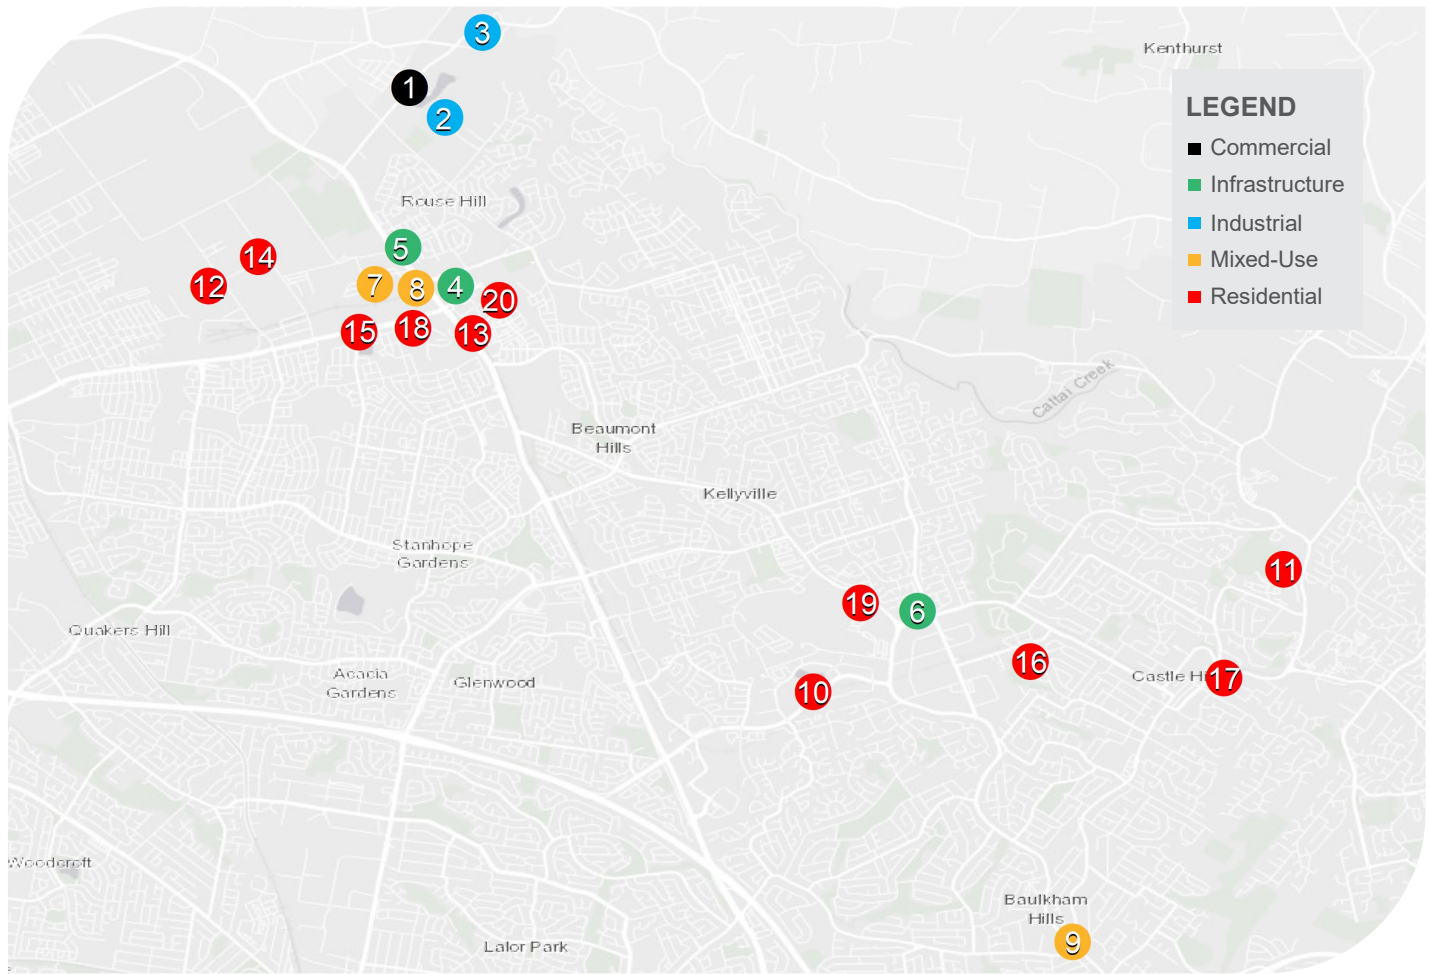 3
Kenthurst
1
2
LEGEND
Commercial
Infrastructure
Industrial
Mixed-Use
Residential
Rouse Hill
5
14
12
7
8
4
20
15
18
13
Cattai Creek
Beaumont
Hills
Kellyville
Stanhope
Gardens
11
19
6
Quakers Hill
16
Acacia
Gardens
Glenwood
Castle Hi
17
10
Woodcroft
Baulkham
Hills
9
Lalor Park